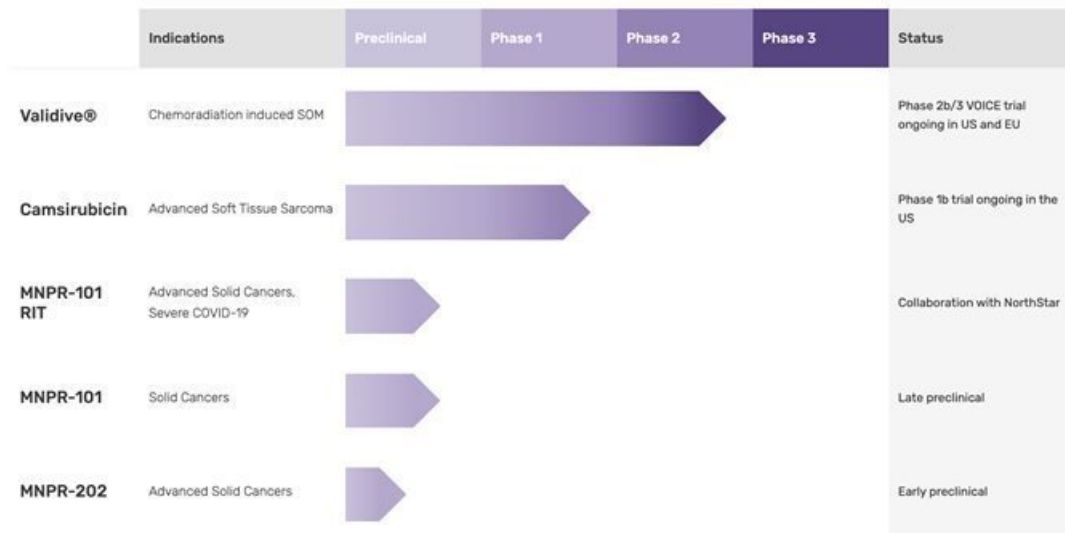 Indications Preclinical Phase 1 Phase 2 Phase 3 Status
Validive® Chemoradiation induced SOM Phase 2b/3 VOICE trial
ongoing in US and EU
Camsirubicin Advanced Soft Tissue Sarcoma Phase 1b trial ongoing in the
US
MNPR-101
RIT
Advanced Solid Cancers,
Severe COVID-19
Collaboration with NorthStar
MNPR-101 Solid Cancers Late preclinical
MNPR-202 Advanced Solid Cancers Early preclinical